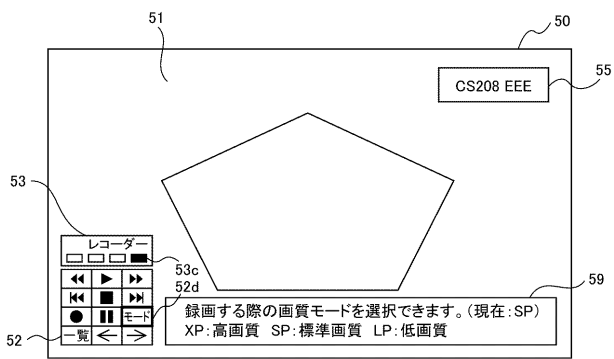 50
51
55
CS208 EEE
53
レコーダー
53c
52d
59
モード
52
一覧
録画する際の画質モードを選択できます。(現在:SP)
XP:高画質 SP:標準画質 LP:低画質